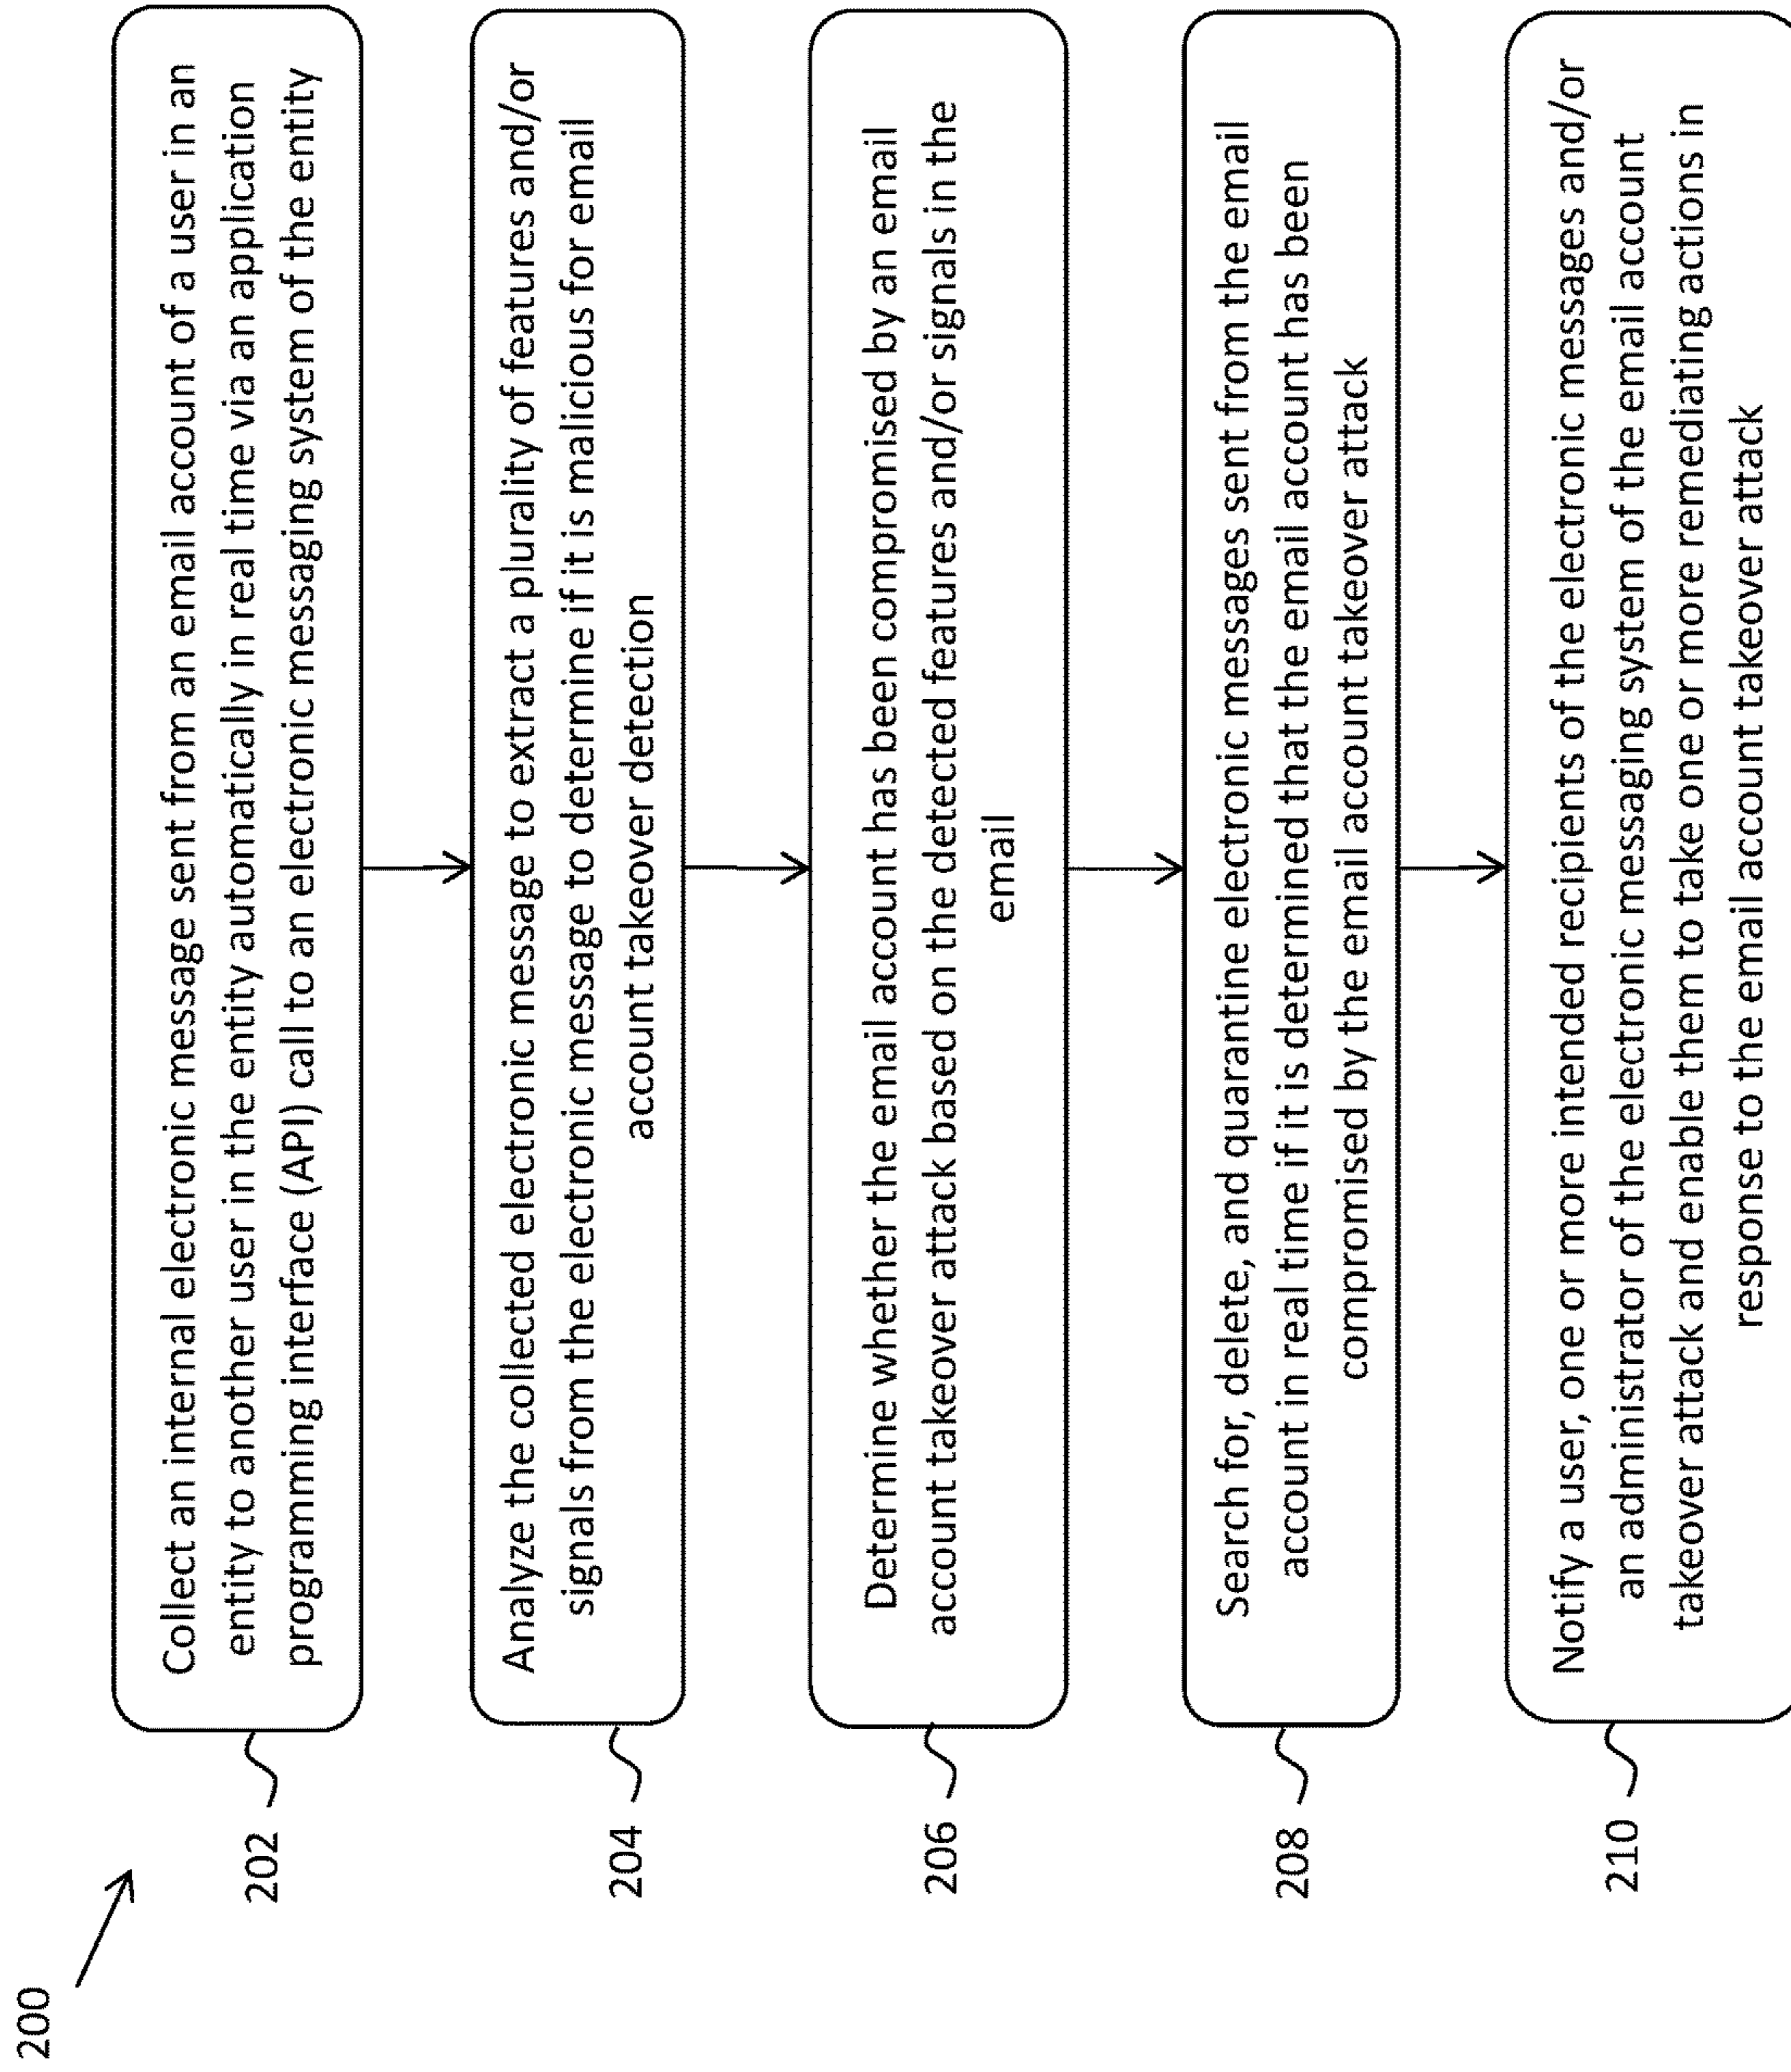 200
202
Collect an internal electronic message sent from an email account of a user in an
entity to another user in the entity automatically in real time via an application
programming interface (API) call to an electronic messaging system of the entity
204
Analyze the collected electronic message to extract a plurality of features and/or
signals from the electronic message to determine if it is malicious for email
account takeover detection
206
Determine whether the email account has been compromised by an email
account takeover attack based on the detected features and/or signals in the
email
208
Search for, delete, and quarantine electronic messages sent from the email
account in real time if it is determined that the email account has been
compromised by the email account takeover attack
210
Notify a user, one or more intended recipients of the electronic messages and/or
an administrator of the electronic messaging system of the email account
takeover attack and enable them to take one or more remediating actions in
response to the email account takeover attack